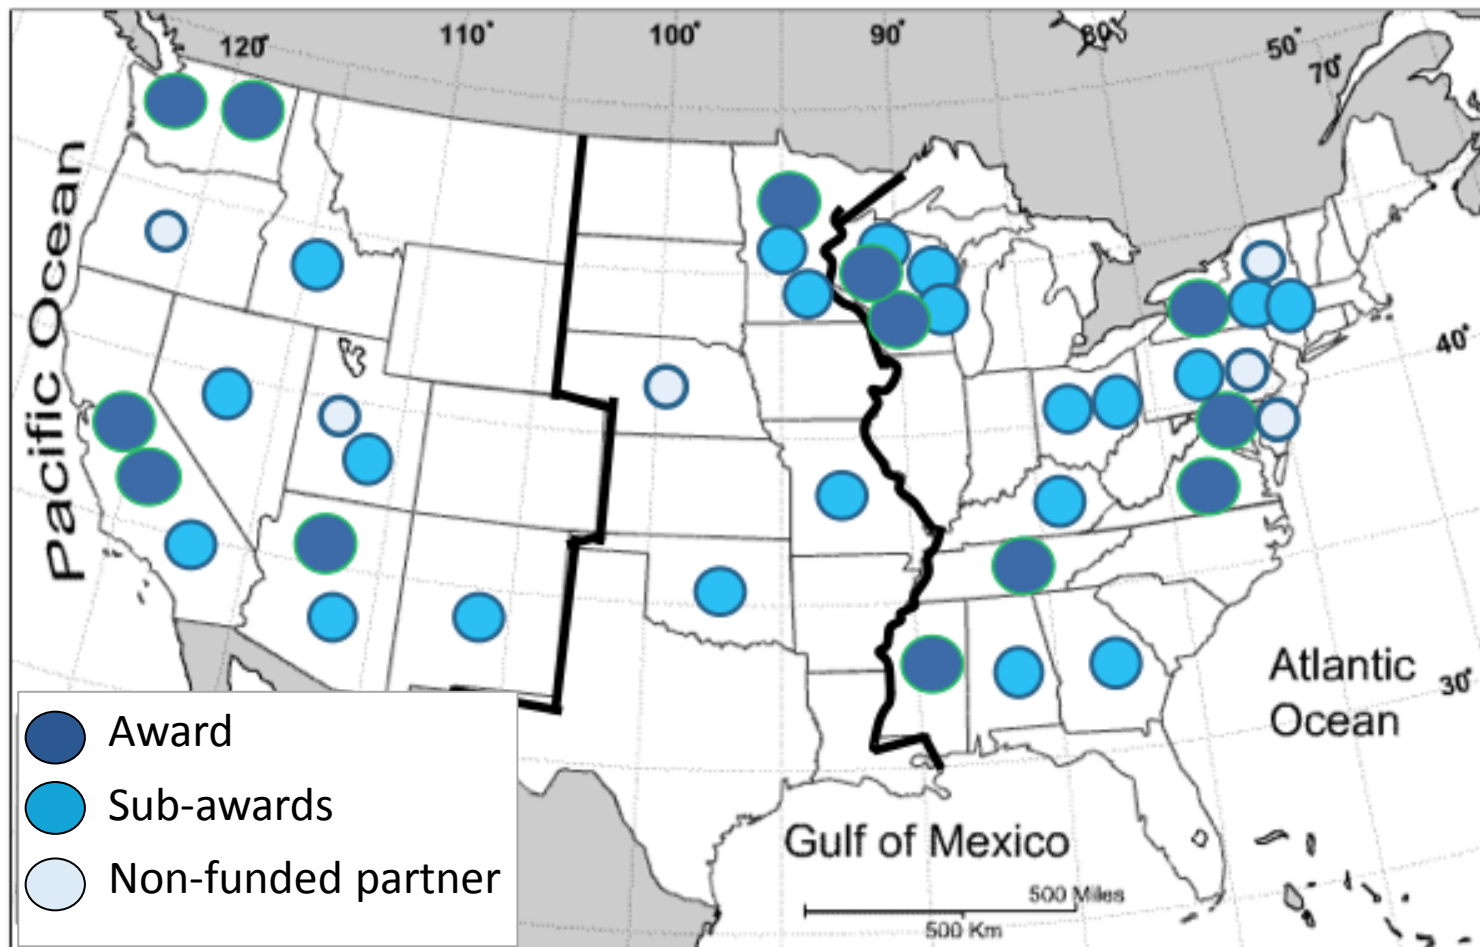 120°
110°
100°
90°
80°
50°
70°
40°
30°
Pacific Ocean
Atlantic
Ocean
Gulf of Mexico
500 Miles
500 Km
Award
Sub-awards
Non-funded partner